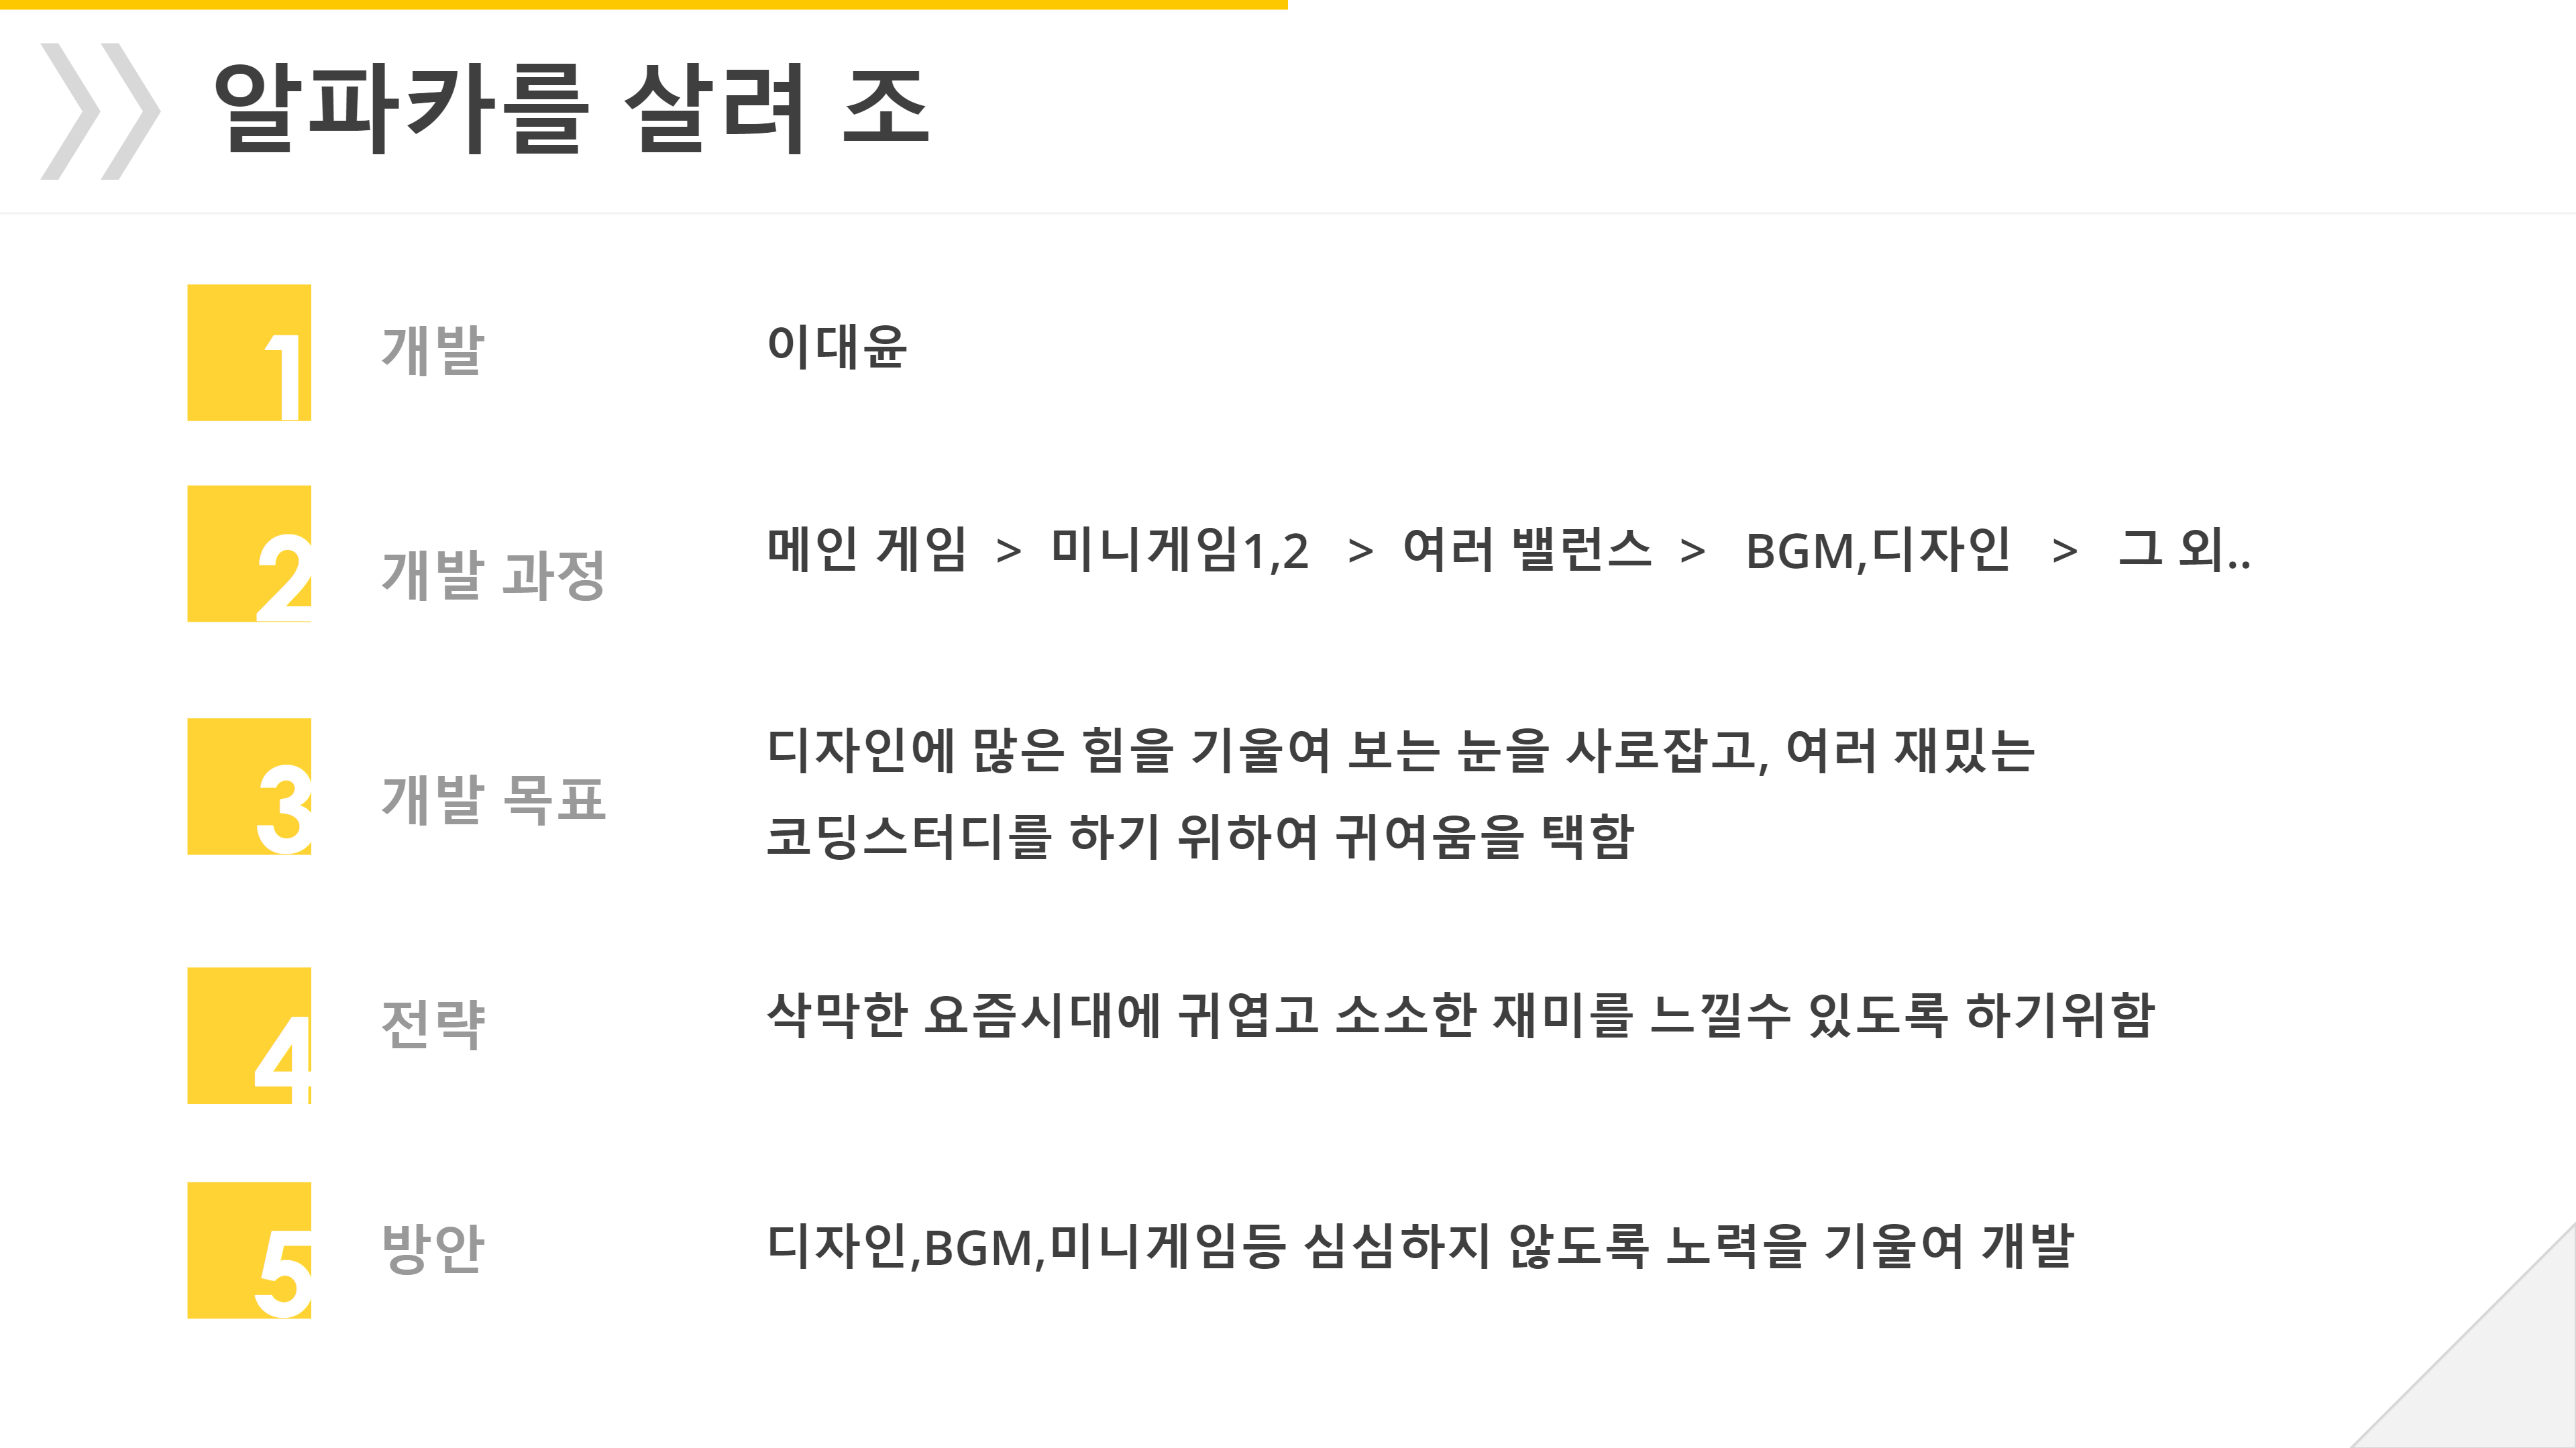 알파카를 살려 조
1 개발 이대윤
2 개발 과정 메인 게임 > 미니게임1,2 > 여러 밸런스 > BGM,디자인 > 그 외..
3 개발 목표 디자인에 많은 힘을 기울여 보는 눈을 사로잡고, 여러 재밌는
코딩스터디를 하기 위하여 귀여움을 택함
4 전략 삭막한 요즘시대에 귀엽고 소소한 재미를 느낄수 있도록 하기위함
5 방안 디자인,BGM,미니게임등 심심하지 않도록 노력을 기울여 개발